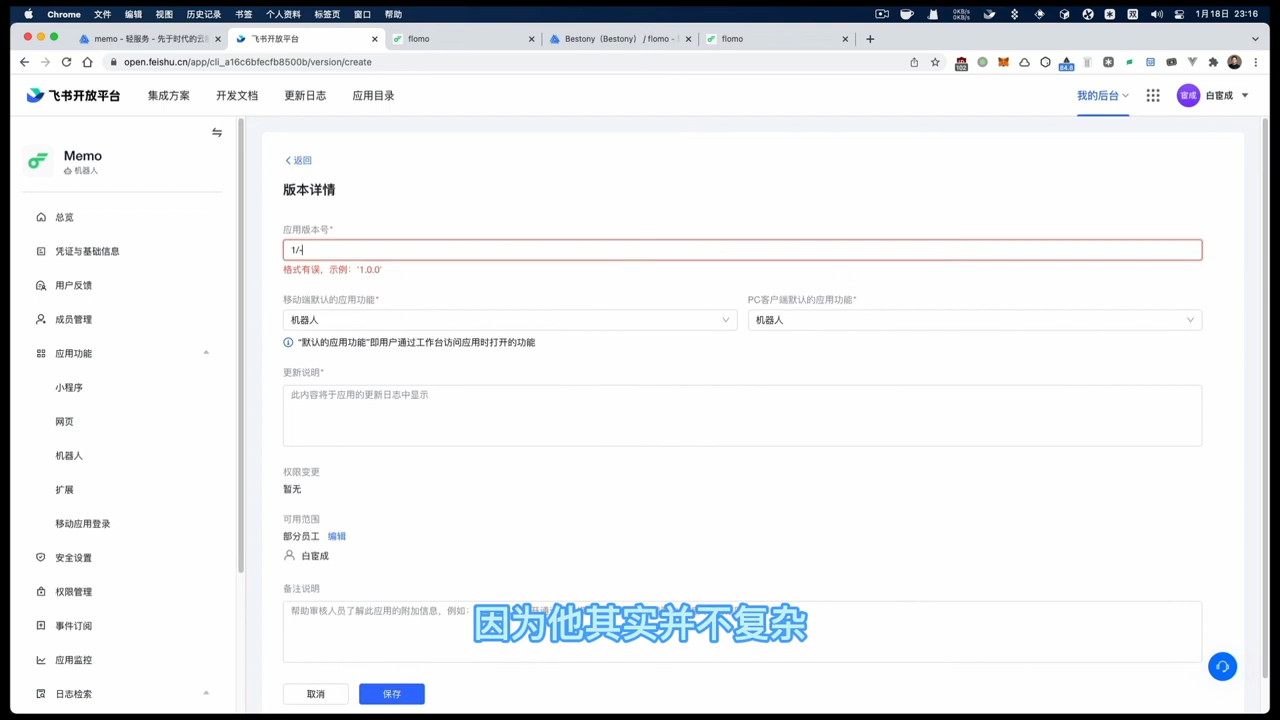 Chrome 文件 编辑 视图 历史记录 书签 个人资料 标签页 窗口 帮助 0KB/s 0KB/s 双 1月18日 23:16
memo - 轻服务 - 先于时代的云 飞书开放平台 flomo Bestony（Bestony） / flomo - flomo
open.feishu.cn/app/cli_a16c6bfecfb8500b/version/create 102 84.8
飞书开放平台 集成方案 开发文档 更新日志 应用目录 我的后台 宦成 白宦成
Memo
机器人
总览
凭证与基础信息
用户反馈
成员管理
应用功能
小程序
网页
机器人
扩展
移动应用登录
安全设置
权限管理
事件订阅
应用监控
日志检索
返回
版本详情
应用版本号*
1/-
格式有误，示例：'1.0.0'
移动端默认的应用功能* PC客户端默认的应用功能*
机器人 机器人
“默认的应用功能”即用户通过工作台访问应用时打开的功能
更新说明*
此内容将于应用的更新日志中显示
权限变更
暂无
可用范围
部分员工 编辑
白宦成
备注说明
帮助审核人员了解此应用的附加信息，例如：
因为他其实并不复杂
取消 保存